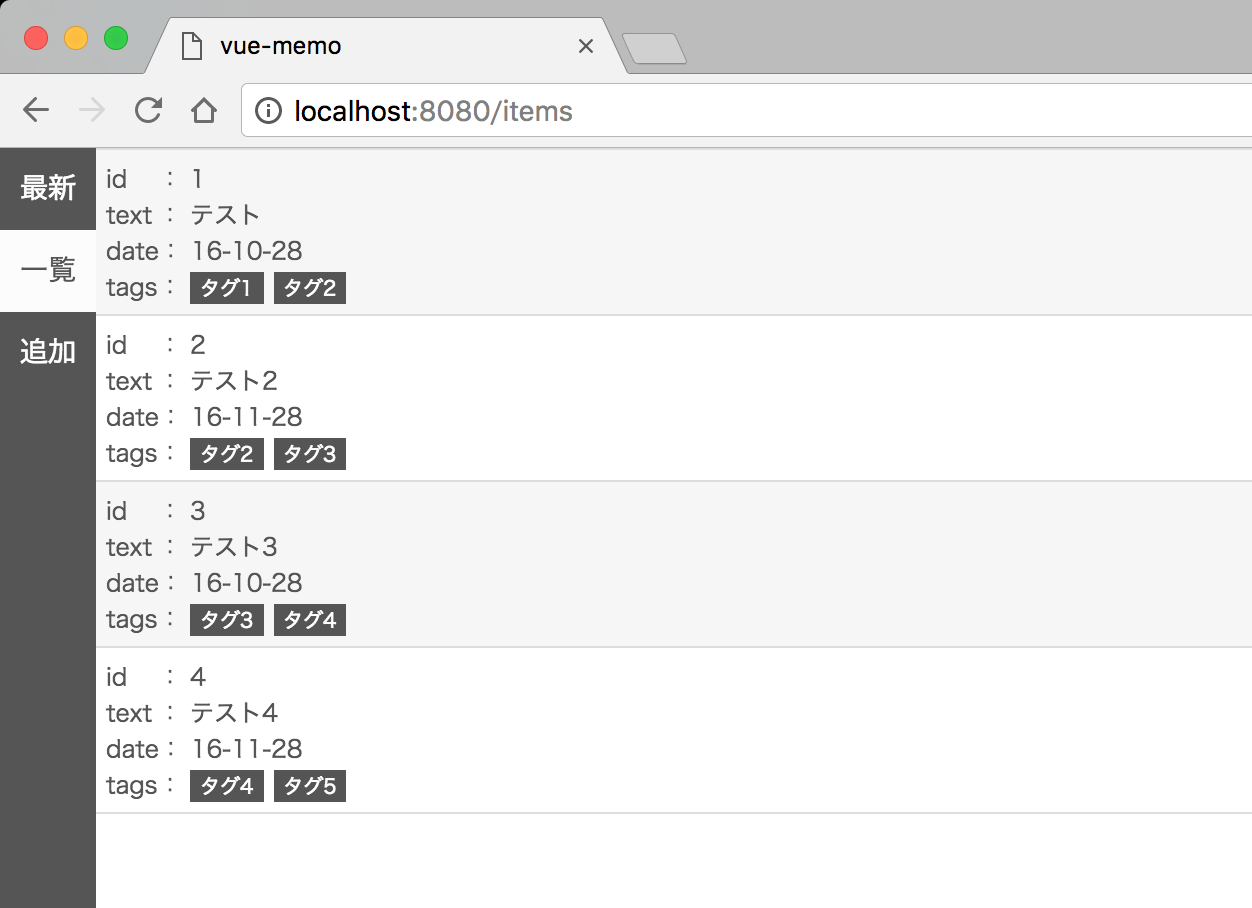 vue-memo
localhost:8080/items
最新
一覧
追加
id : 1
text : テスト
date : 16-10-28
tags : タグ1 タグ2
id : 2
text : テスト2
date : 16-11-28
tags : タグ2 タグ3
id : 3
text : テスト3
date : 16-10-28
tags : タグ3 タグ4
id : 4
text : テスト4
date : 16-11-28
tags : タグ4 タグ5